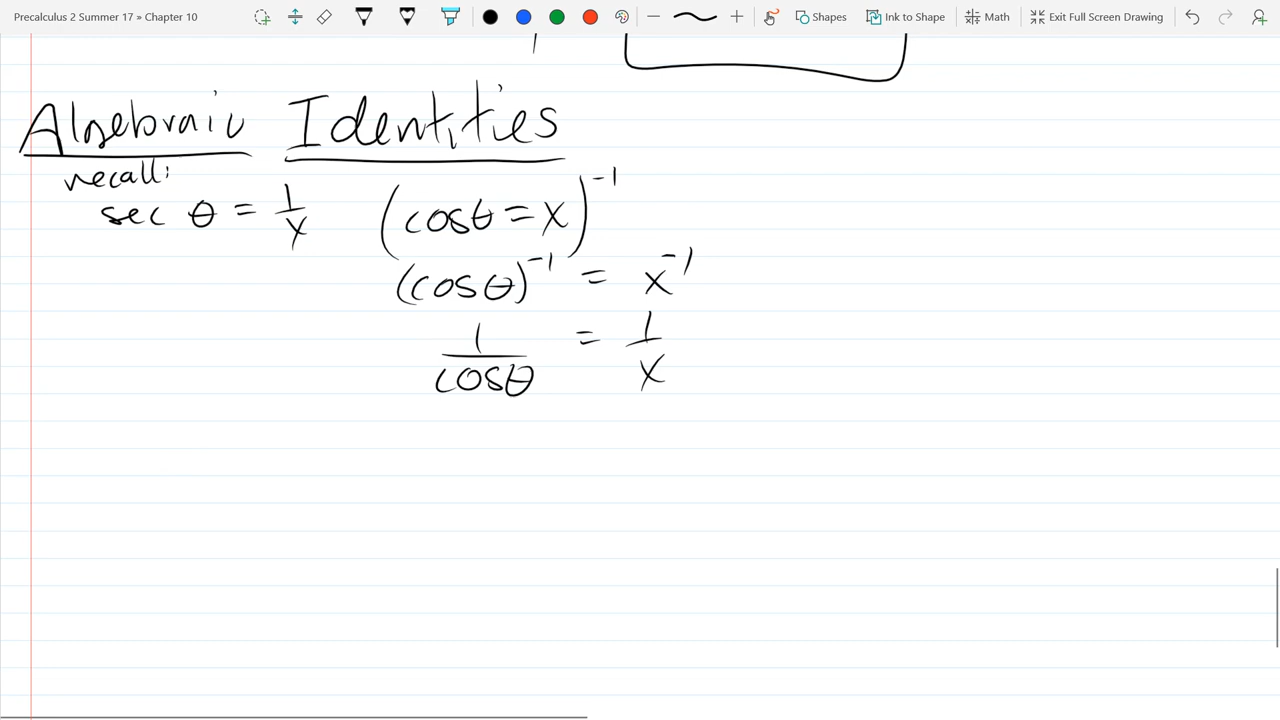 Precalculus 2 Summer 17 » Chapter 10 Shapes Ink to Shape Math Exit Full Screen Drawing
Algebraic Identities
recall:
sec θ = 1/x (cosθ = x)⁻¹
(cosθ)⁻¹ = x⁻¹
1/cosθ = 1/x